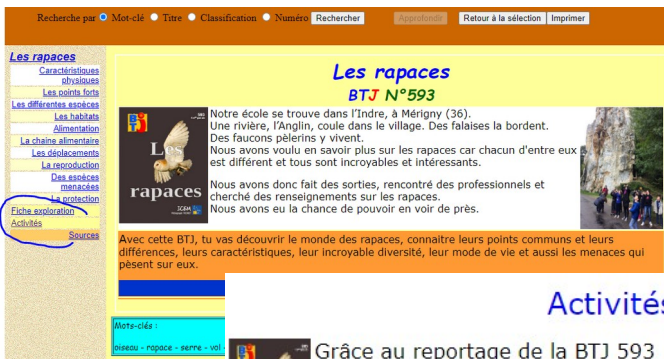 Recherche par Mot-clé Titre Classification Numéro Rechercher Approfondir Retour à la sélection Imprimer
Les rapaces
Caractéristiques
physiques
Les points forts
Les différentes espèces
Les habitats
Alimentation
La chaine alimentaire
Les déplacements
La reproduction
Des espèces
menacées
La protection
Fiche exploration
Activités
Sources
Les rapaces
BTJ N°593
Les
rapaces
Notre école se trouve dans l'Indre, à Mérigny (36).
Une rivière, l'Anglin, coule dans le village. Des falaises la bordent.
Des faucons pèlerins y vivent.
Nous avons voulu en savoir plus sur les rapaces car chacun d'entre eux
est différent et tous sont incroyables et intéressants.
Nous avons donc fait des sorties, rencontré des professionnels et
cherché des renseignements sur les rapaces.
Nous avons eu la chance de pouvoir en voir de près.
Avec cette BTJ, tu vas découvrir le monde des rapaces, connaitre leurs points communs et leurs
différences, leurs caractéristiques, leur incroyable diversité, leur mode de vie et aussi les menaces qui
pèsent sur eux.
Mots-clés :
oiseau - rapace - serre - vol
Activités
Grâce au reportage de la BTJ 593